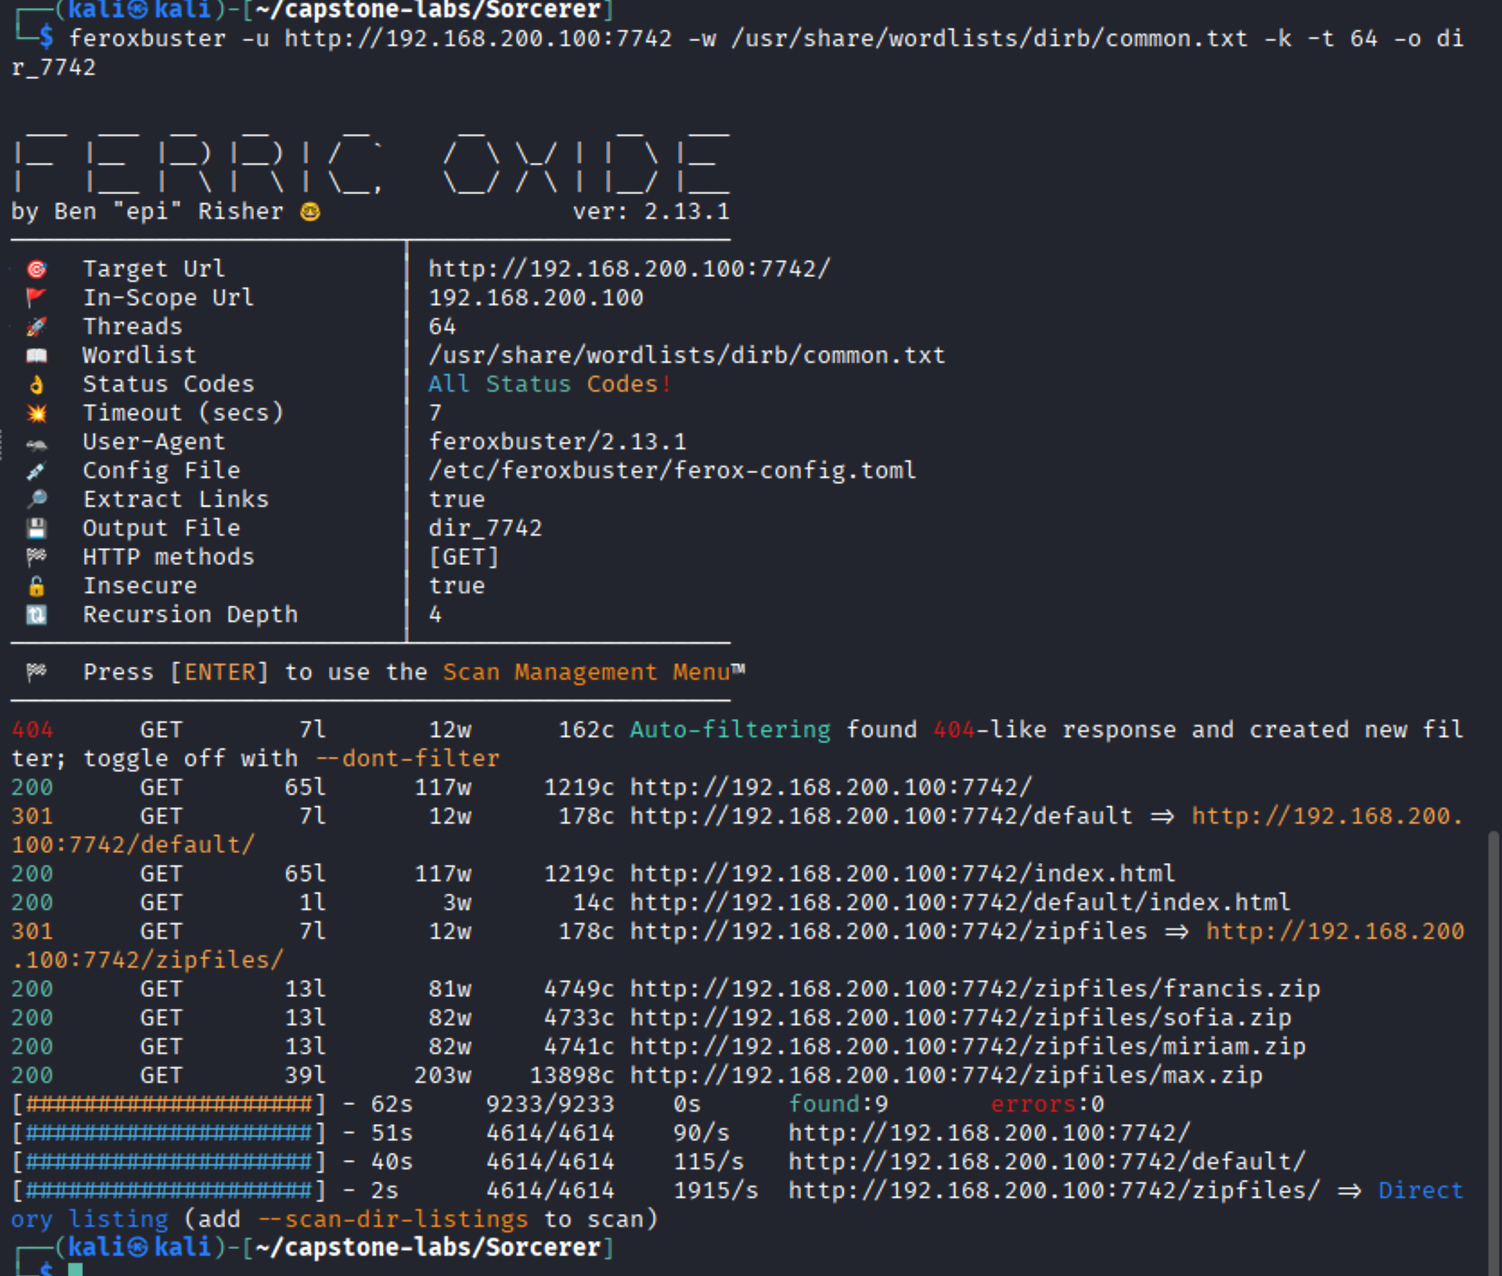 ┌──(kali㉿kali)-[~/capstone-labs/Sorcerer]
└─$ feroxbuster -u http://192.168.200.100:7742 -w /usr/share/wordlists/dirb/common.txt -k -t 64 -o di
r_7742
FERRIC OXIDE
by Ben "epi" Risher 🤓 ver: 2.13.1
🎯 Target Url │ http://192.168.200.100:7742/
🚩 In-Scope Url │ 192.168.200.100
🚀 Threads │ 64
📖 Wordlist │ /usr/share/wordlists/dirb/common.txt
👌 Status Codes │ All Status Codes!
💥 Timeout (secs) │ 7
🦡 User-Agent │ feroxbuster/2.13.1
💉 Config File │ /etc/feroxbuster/ferox-config.toml
🔎 Extract Links │ true
💾 Output File │ dir_7742
🏁 HTTP methods │ [GET]
🔓 Insecure │ true
🔃 Recursion Depth │ 4
🏁 Press [ENTER] to use the Scan Management Menu™
404 GET 7l 12w 162c Auto-filtering found 404-like response and created new fil
ter; toggle off with --dont-filter
200 GET 65l 117w 1219c http://192.168.200.100:7742/
301 GET 7l 12w 178c http://192.168.200.100:7742/default => http://192.168.200.
100:7742/default/
200 GET 65l 117w 1219c http://192.168.200.100:7742/index.html
200 GET 1l 3w 14c http://192.168.200.100:7742/default/index.html
301 GET 7l 12w 178c http://192.168.200.100:7742/zipfiles => http://192.168.200
.100:7742/zipfiles/
200 GET 13l 81w 4749c http://192.168.200.100:7742/zipfiles/francis.zip
200 GET 13l 82w 4733c http://192.168.200.100:7742/zipfiles/sofia.zip
200 GET 13l 82w 4741c http://192.168.200.100:7742/zipfiles/miriam.zip
200 GET 39l 203w 13898c http://192.168.200.100:7742/zipfiles/max.zip
[####################] - 62s 9233/9233 0s found:9 errors:0
[####################] - 51s 4614/4614 90/s http://192.168.200.100:7742/
[####################] - 40s 4614/4614 115/s http://192.168.200.100:7742/default/
[####################] - 2s 4614/4614 1915/s http://192.168.200.100:7742/zipfiles/ => Direct
ory listing (add --scan-dir-listings to scan)
┌──(kali㉿kali)-[~/capstone-labs/Sorcerer]
└─$